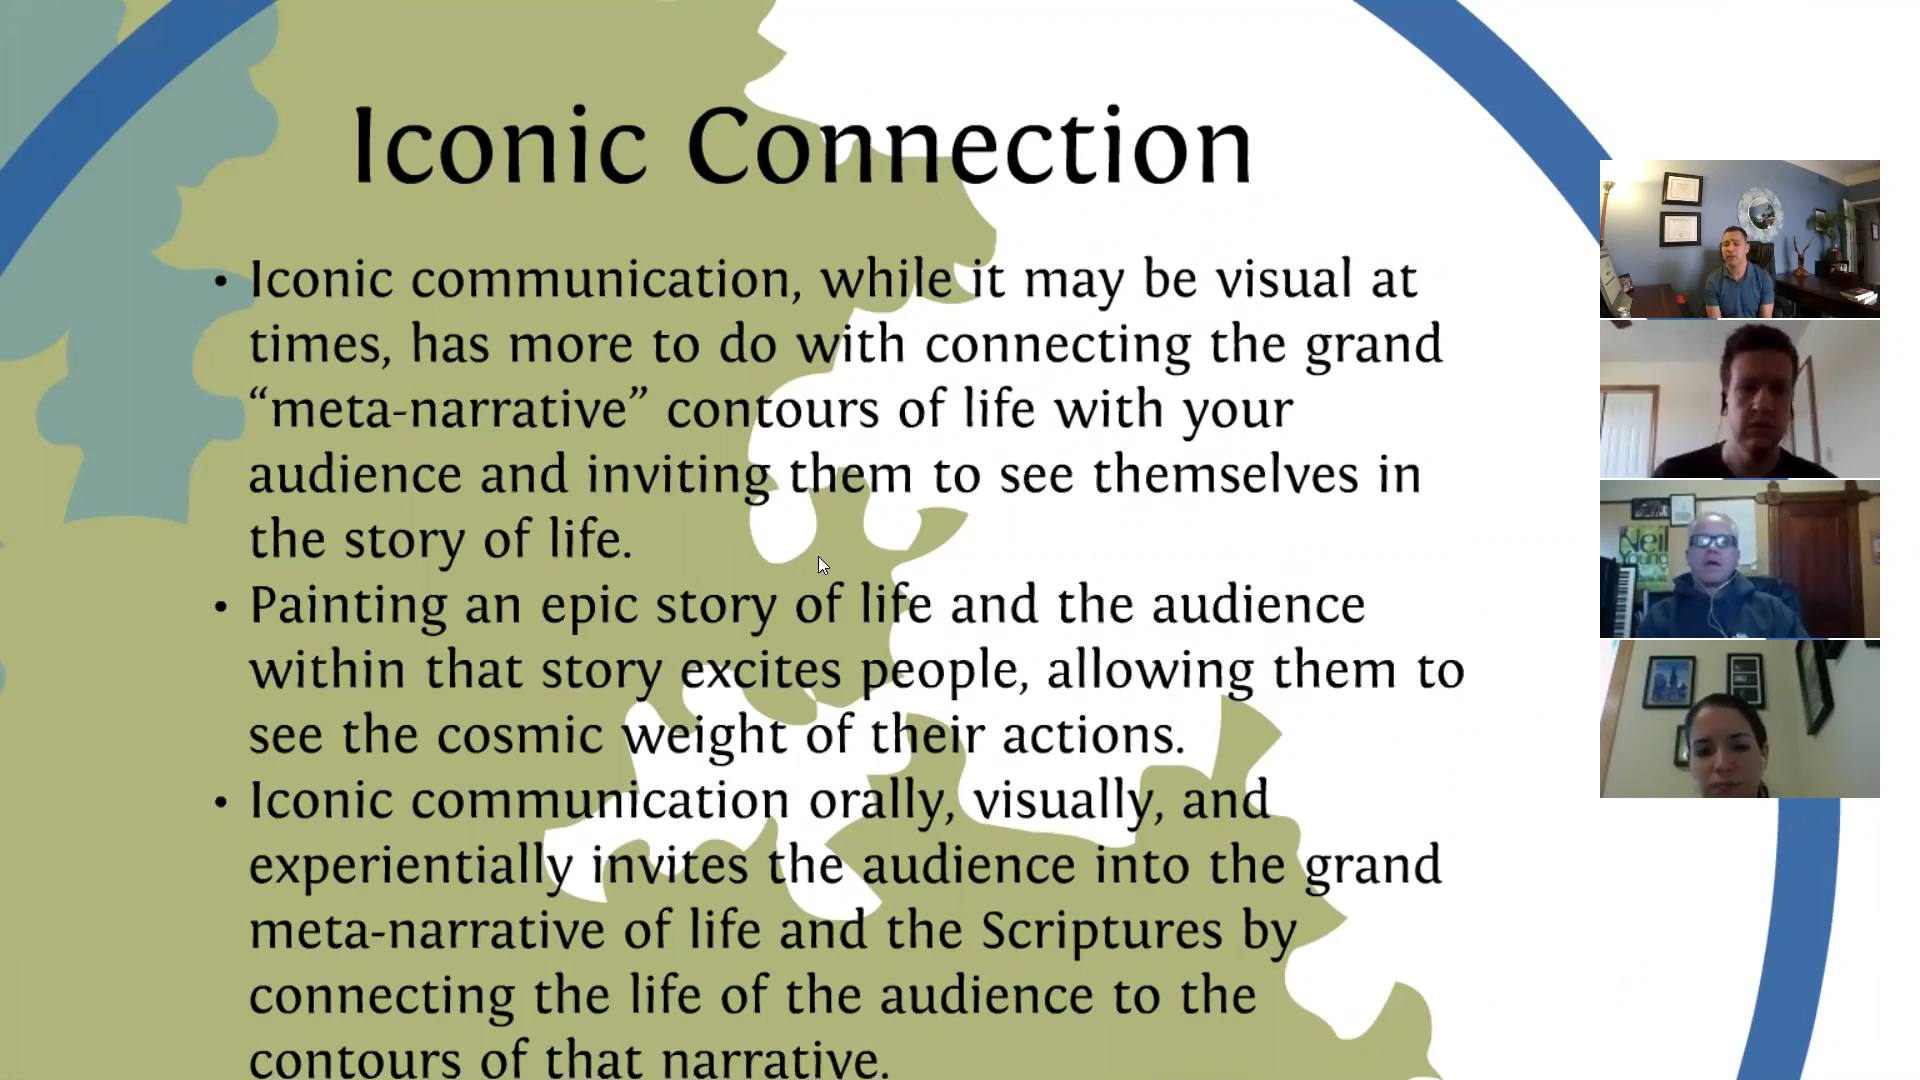 Iconic Connection
• Iconic communication, while it may be visual at
times, has more to do with connecting the grand
“meta-narrative” contours of life with your
audience and inviting them to see themselves in
the story of life.
• Painting an epic story of life and the audience
within that story excites people, allowing them to
see the cosmic weight of their actions.
• Iconic communication orally, visually, and
experientially invites the audience into the grand
meta-narrative of life and the Scriptures by
connecting the life of the audience to the
contours of that narrative.
Neil
Young